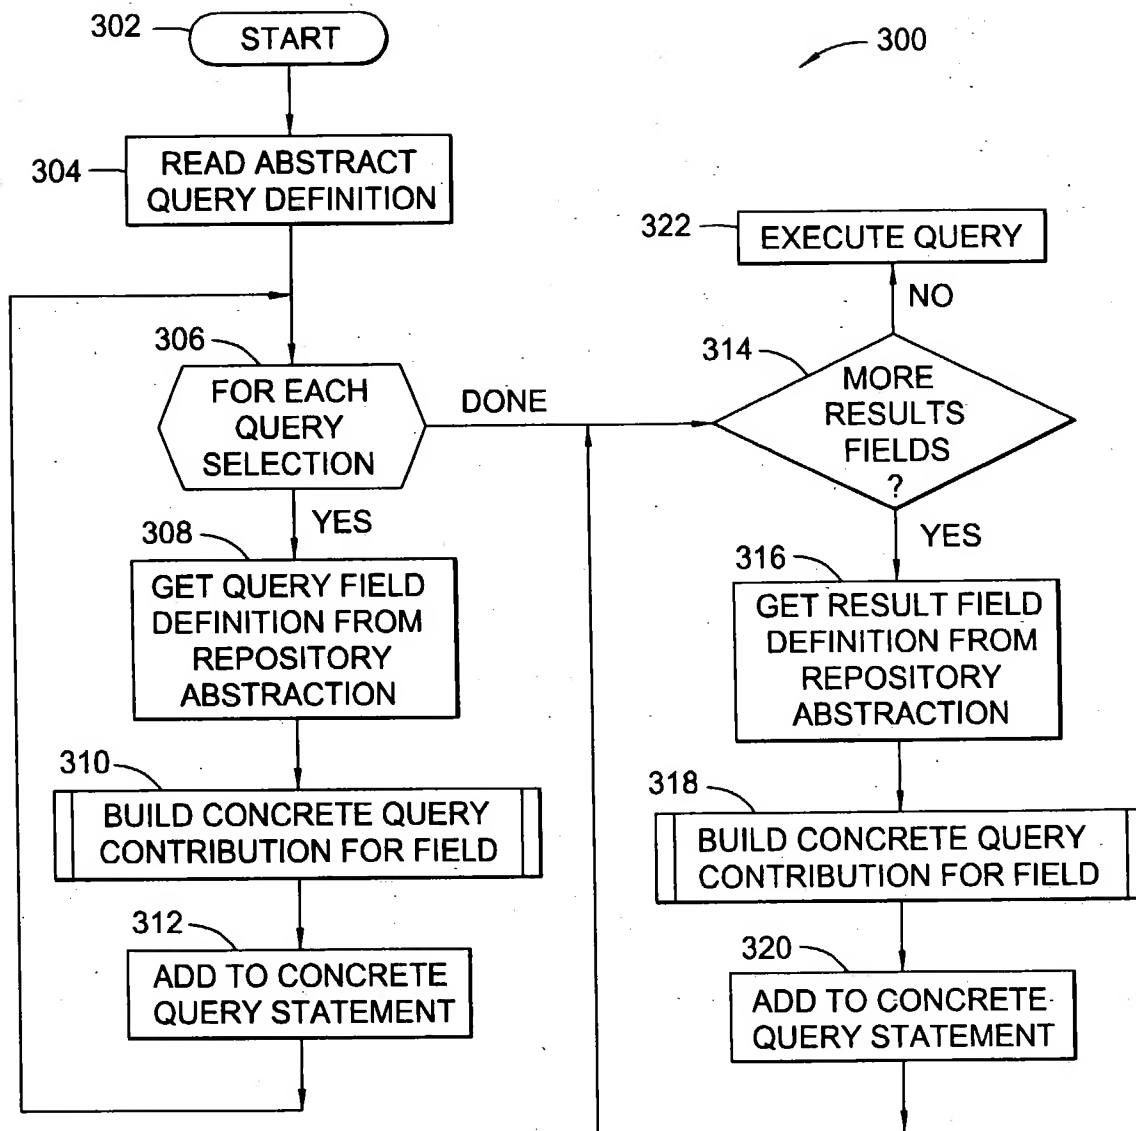 302
START
300
304
READ ABSTRACT
QUERY DEFINITION
322
EXECUTE QUERY
NO
306
FOR EACH
QUERY
SELECTION
DONE
314
MORE
RESULTS
FIELDS
?
YES
308
GET QUERY FIELD
DEFINITION FROM
REPOSITORY
ABSTRACTION
YES
316
GET RESULT FIELD
DEFINITION FROM
REPOSITORY
ABSTRACTION
310
BUILD CONCRETE QUERY
CONTRIBUTION FOR FIELD
318
BUILD CONCRETE QUERY
CONTRIBUTION FOR FIELD
312
ADD TO CONCRETE
QUERY STATEMENT
320
ADD TO CONCRETE
QUERY STATEMENT